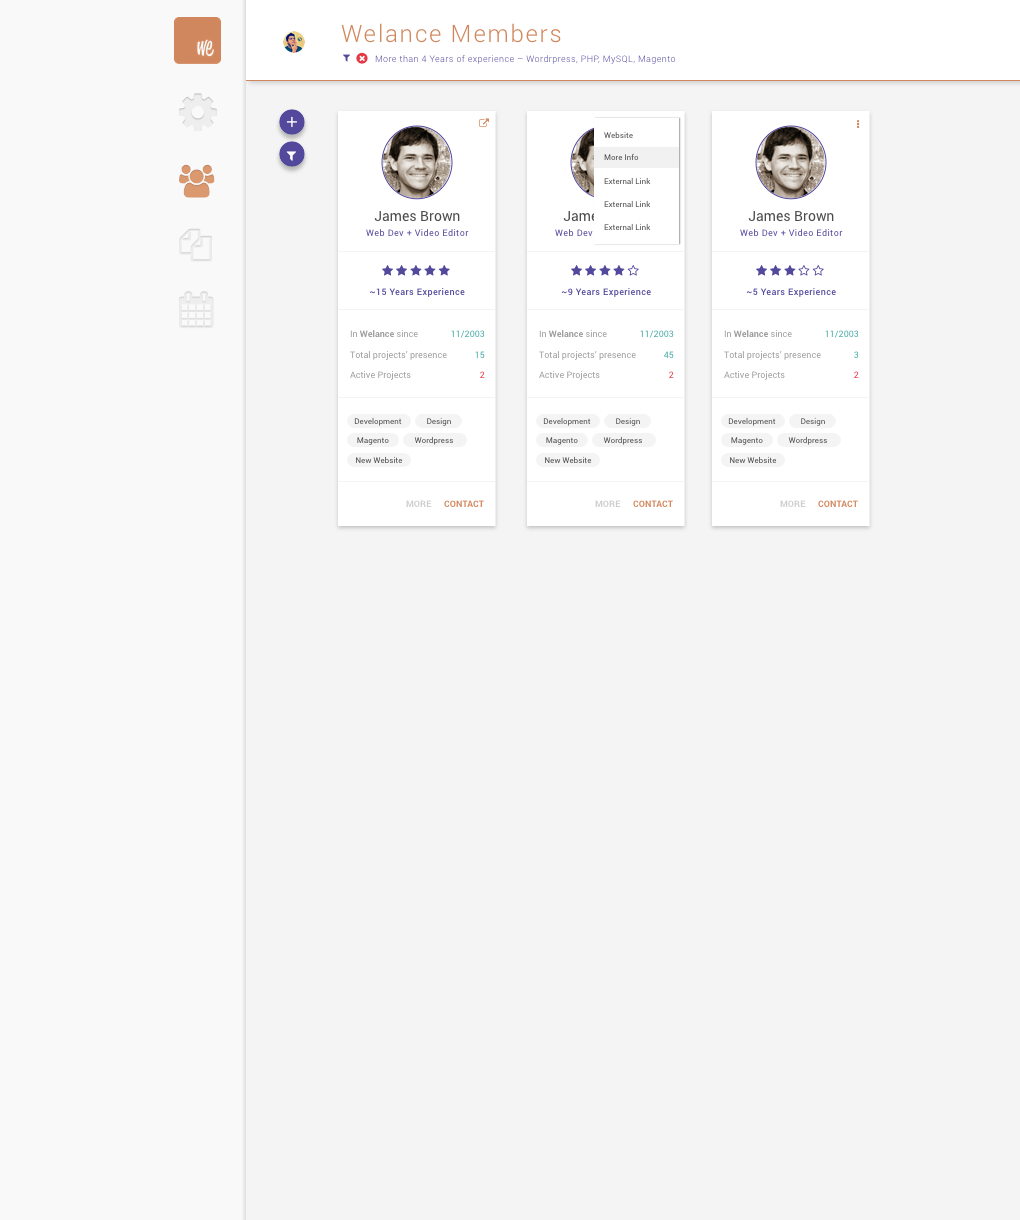 we
Welance Members
More than 4 Years of experience – Wordrpress, PHP, MySQL, Magento
James Brown
Web Dev + Video Editor
~15 Years Experience
In Welance since 11/2003
Total projects' presence 15
Active Projects 2
Development Design
Magento Wordpress
New Website
MORE CONTACT
Website
More Info
External Link
External Link
External Link
Jame
Web Dev
~9 Years Experience
In Welance since 11/2003
Total projects' presence 45
Active Projects 2
Development Design
Magento Wordpress
New Website
MORE CONTACT
James Brown
Web Dev + Video Editor
~5 Years Experience
In Welance since 11/2003
Total projects' presence 3
Active Projects 2
Development Design
Magento Wordpress
New Website
MORE CONTACT